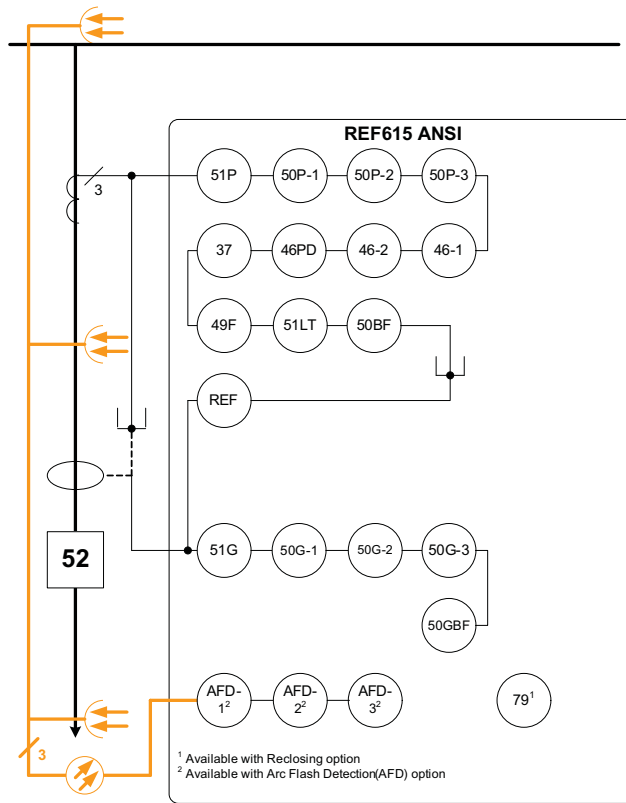 REF615 ANSI
3
51P 50P-1 50P-2 50P-3
37 46PD 46-2 46-1
49F 51LT 50BF
REF
52
51G 50G-1 50G-2 50G-3
50GBF
AFD-1² AFD-2² AFD-3² 79¹
3
¹ Available with Reclosing option
² Available with Arc Flash Detection(AFD) option